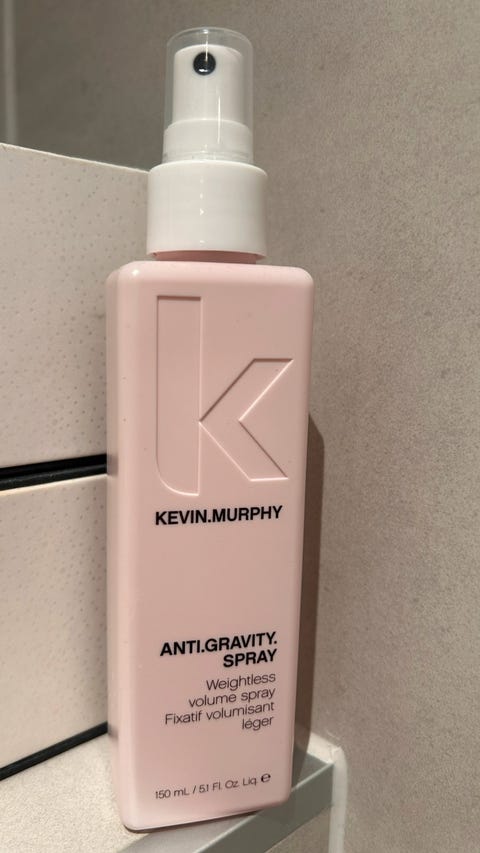 K
KEVIN.MURPHY
ANTI.GRAVITY.
SPRAY
Weightless
volume spray
Fixatif volumisant
léger
150 mL / 5.1 Fl. Oz. Liq. ℮